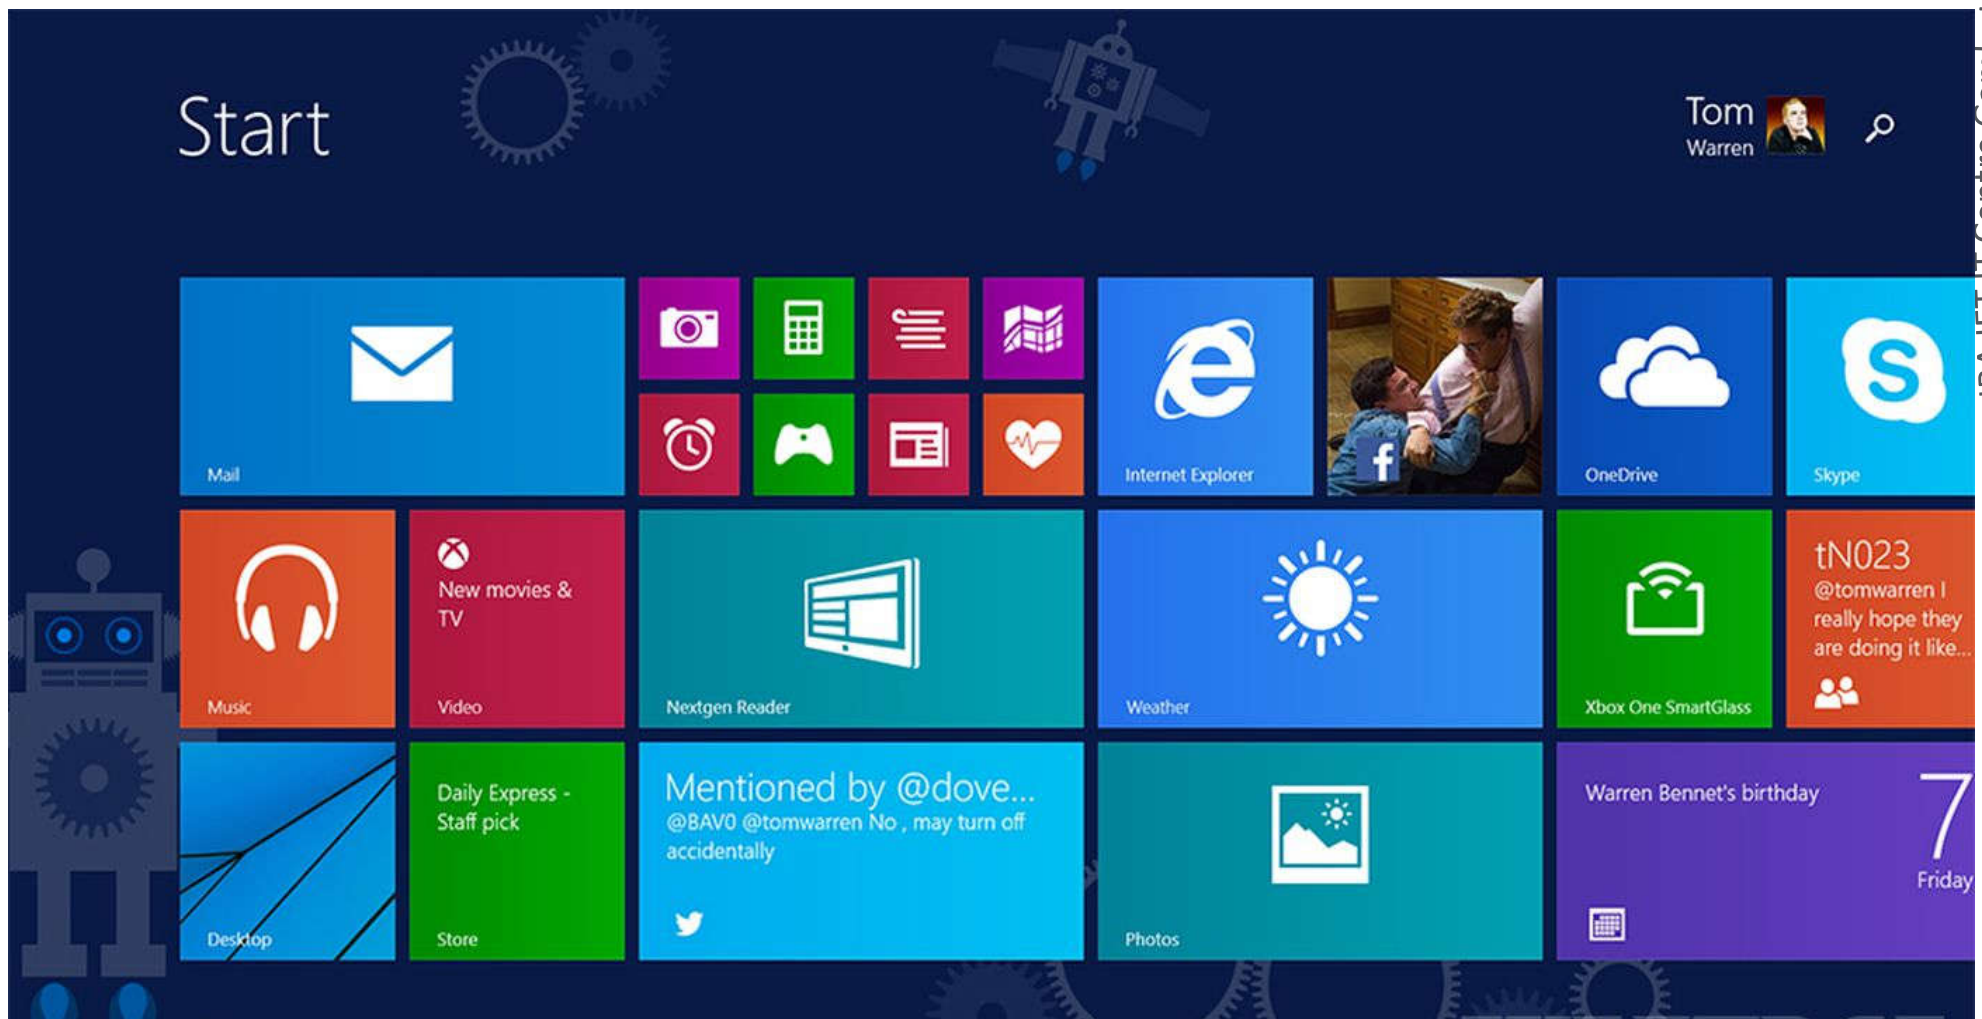 Start
Tom
Warren
Mail
Internet Explorer
f
OneDrive
S
Skype
Music
New movies &
TV
Video
Nextgen Reader
Weather
Xbox One SmartGlass
tN023
@tomwarren I
really hope they
are doing it like...
Desktop
Daily Express -
Staff pick
Store
Mentioned by @dove...
@BAV0 @tomwarren No , may turn off
accidentally
Photos
Warren Bennet's birthday
7
Friday